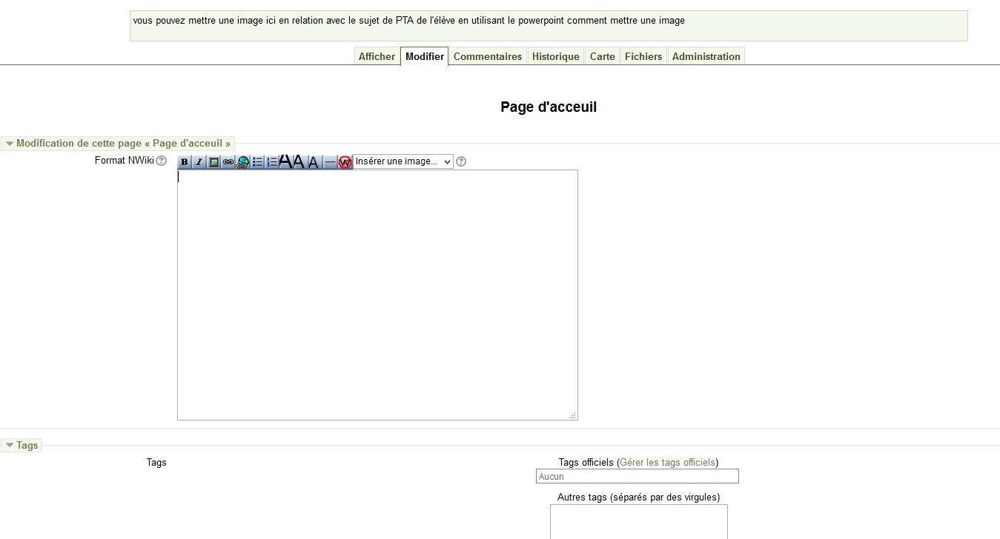 vous pouvez mettre une image ici en relation avec le sujet de PTA de l'élève en utilisant le powerpoint comment mettre une image
Afficher Modifier Commentaires Historique Carte Fichiers Administration
Page d'acceuil
Modification de cette page « Page d'acceuil »
Format NWiki B I A A A W Insérer une image...
Tags
Tags Tags officiels (Gérer les tags officiels)
Aucun
Autres tags (séparés par des virgules)